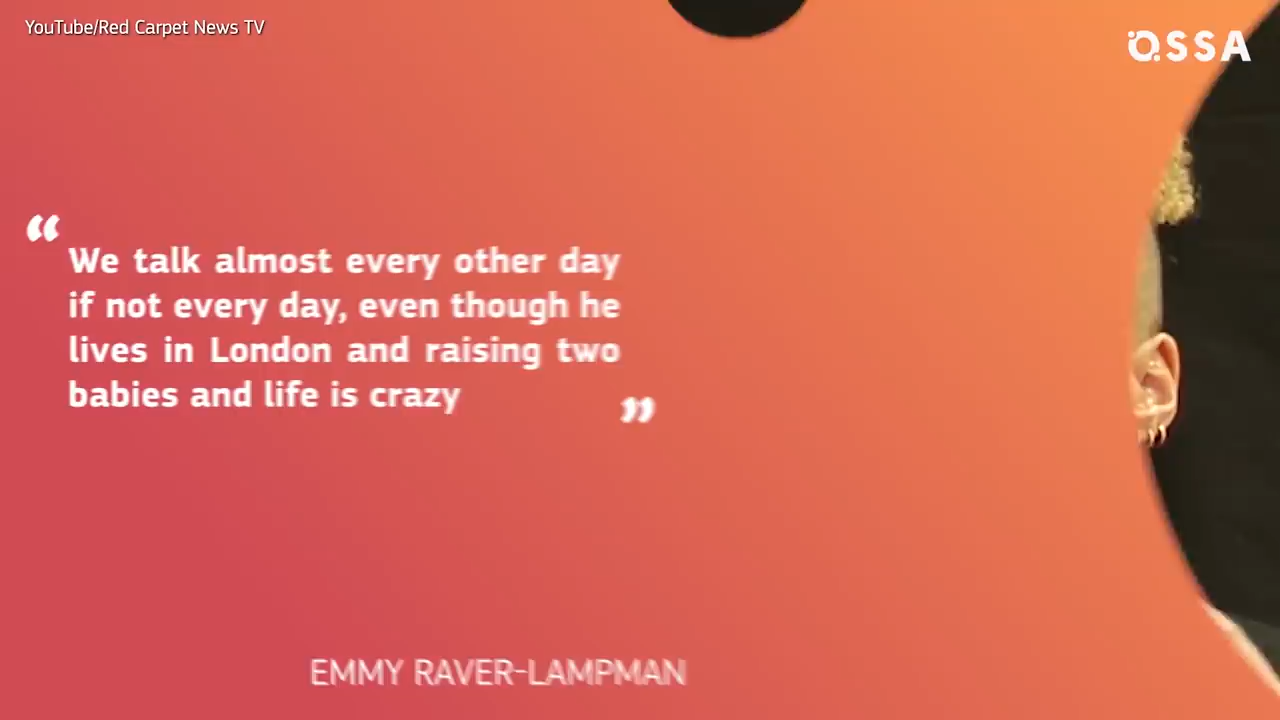 YouTube/Red Carpet News TV
OSSA
“ We talk almost every other day
if not every day, even though he
lives in London and raising two
babies and life is crazy ”
EMMY RAVER-LAMPMAN